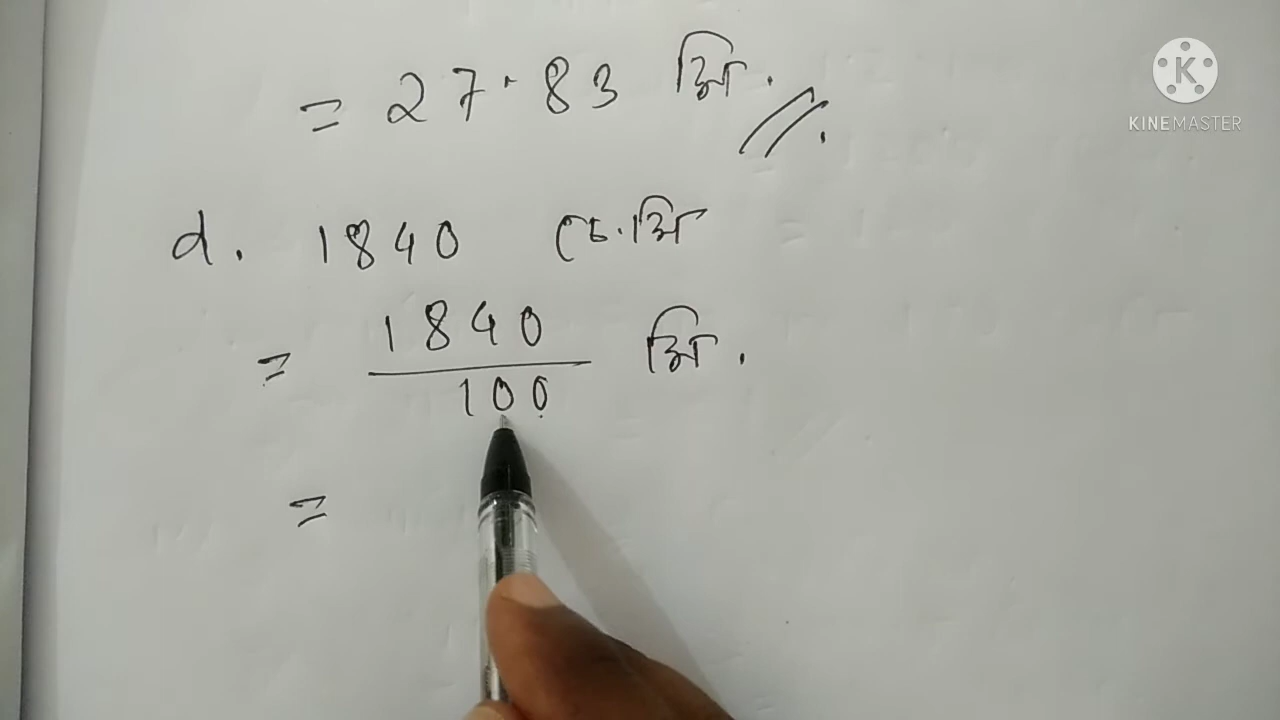 = 27.83 মি.
KINEMASTER
d. 1840 চে.মি
= 1840/100 মি.
=